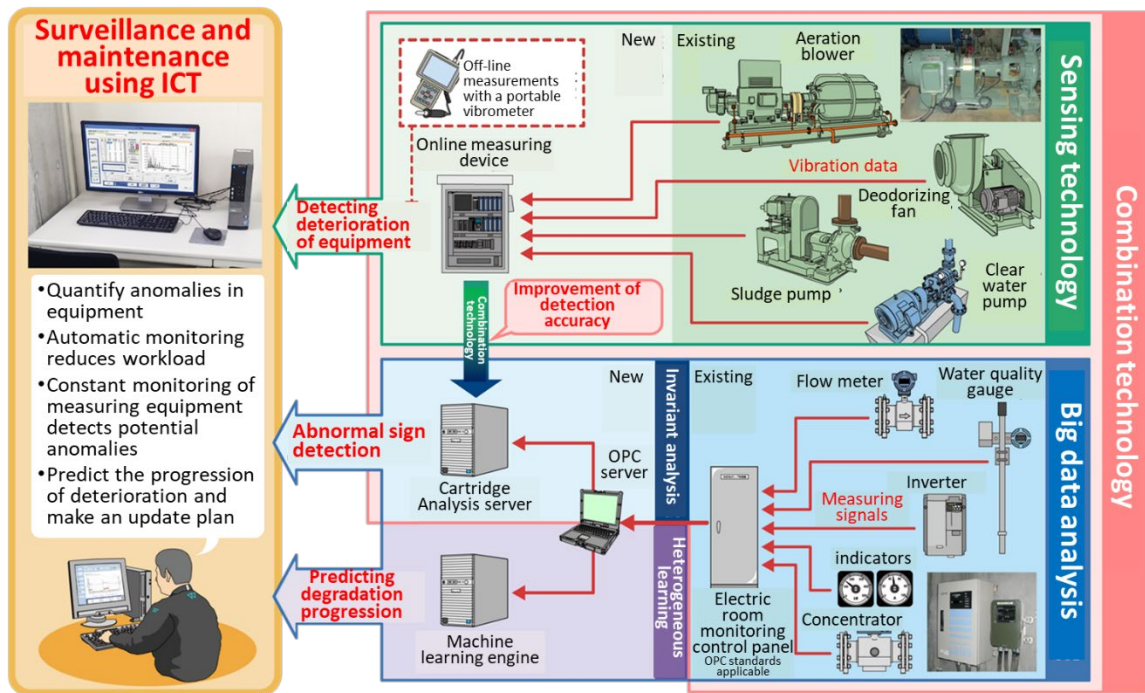 Surveillance and
maintenance
using ICT
•Quantify anomalies in
equipment
•Automatic monitoring
reduces workload
•Constant monitoring of
measuring equipment
detects potential
anomalies
•Predict the progression
of deterioration and
make an update plan
New
Existing
Off-line
measurements
with a portable
vibrometer
Online measuring
device
Aeration
blower
Vibration data
Deodorizing
fan
Sludge pump
Clear
water
pump
Sensing technology
Detecting
deterioration
of equipment
Combination
technology
Improvement of
detection
accuracy
Combination technology
New
Invariant analysis
Existing
Flow meter
Water quality
gauge
Big data analysis
Abnormal sign
detection
OPC
server
Cartridge
Analysis server
Measuring
signals
Inverter
indicators
Heterogeneous
learning
Predicting
degradation
progression
Machine
learning engine
Electric
room
monitoring
control panel
OPC standards
applicable
Concentrator